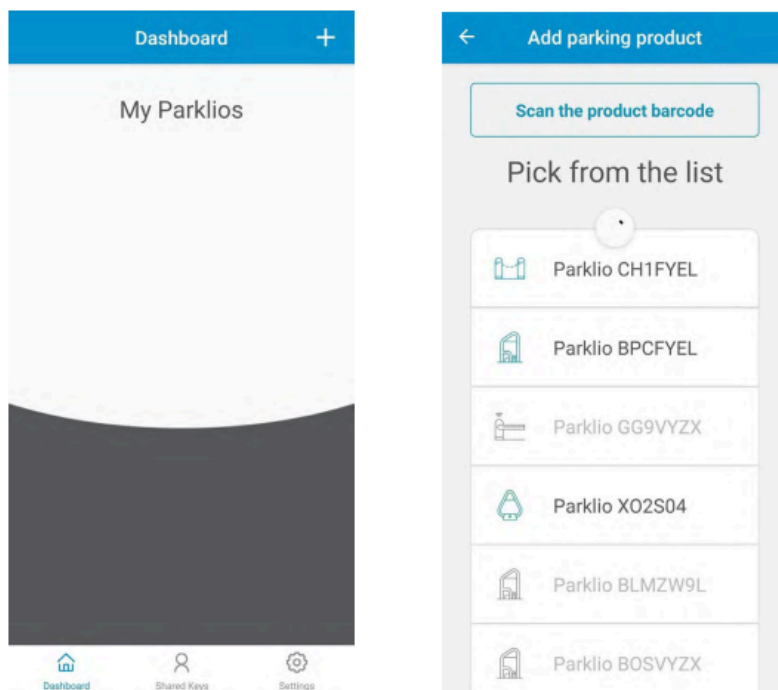 Dashboard
My Parklios
Dashboard
Shared Keys
Settings
Add parking product
Scan the product barcode
Pick from the list
Parklio CH1FYEL
Parklio BPCFYEL
Parklio GG9VYZX
Parklio XO2S04
Parklio BLMZW9L
Parklio BOSVYZX